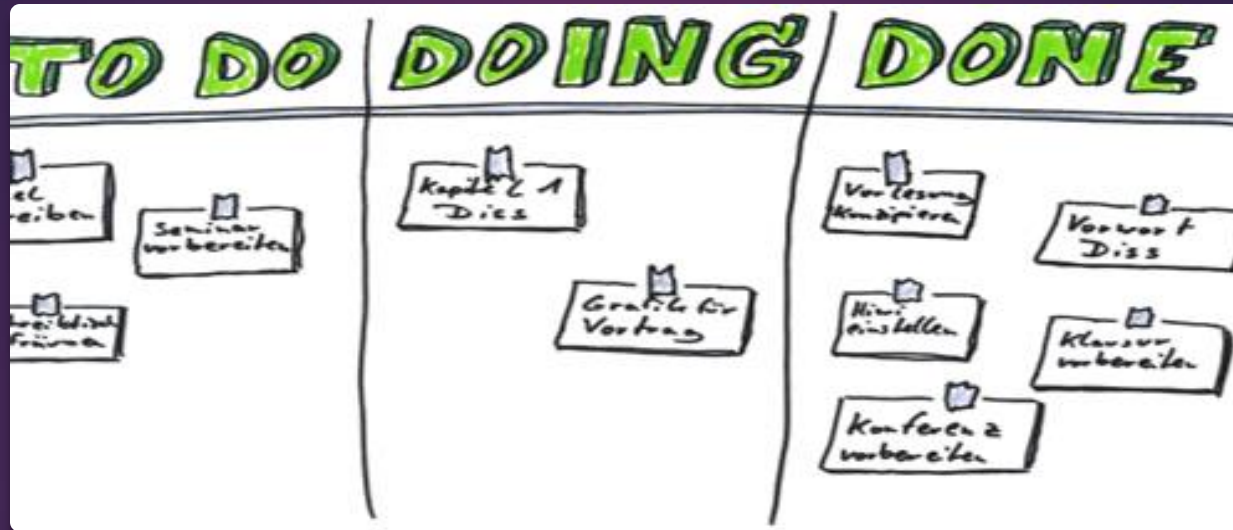 TO DO
DOING
DONE
Seminar
vorbereiten
Kapitel 1
Diss
Grafik für
Vortrag
Vorlesung
konzipieren
Vorwort
Diss
Hiwi
einstellen
Klausur
vorbereiten
Konferenz
vorbereiten